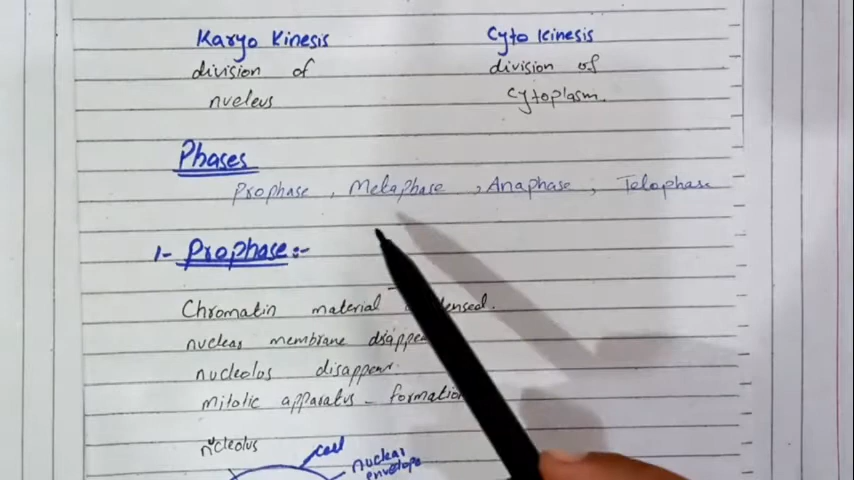 Karyo Kinesis Cyto kinesis
division of division of
nucleus cytoplasm.
Phases
Prophase , Metaphase , Anaphase , Telophase
1- Prophase:-
Chromatin material
nuclear membrane
nucleolus disappear.
mitotic apparatus - formation
nucleolus cell
nuclear
envelope